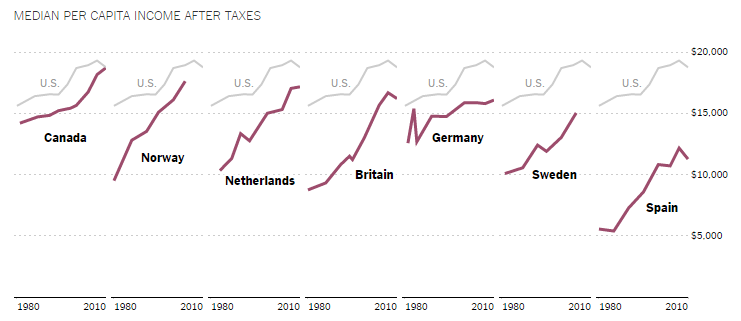 MEDIAN PER CAPITA INCOME AFTER TAXES
$20,000
U.S. U.S. U.S. U.S. U.S. U.S. U.S.
$15,000
Canada
Germany
Norway
$10,000
Netherlands
Britain
Sweden
Spain
$5,000
1980 2010 1980 2010 1980 2010 1980 2010 1980 2010 1980 2010 1980 2010